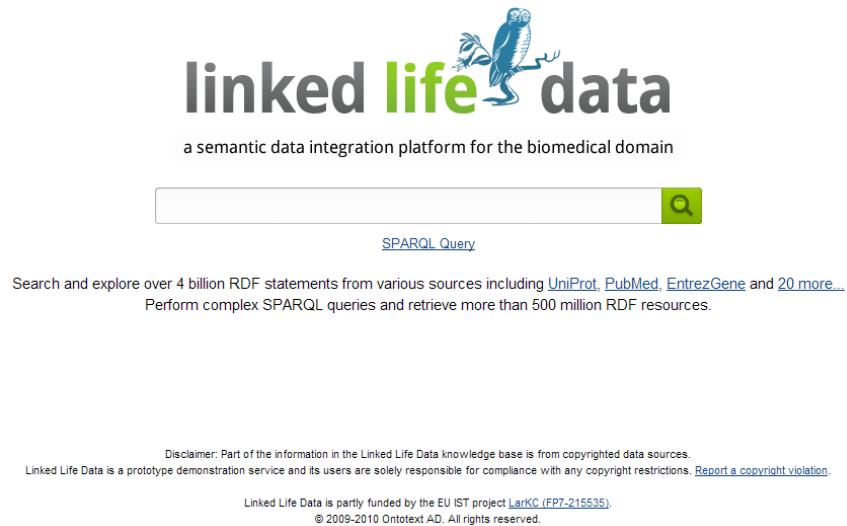 linked life data
a semantic data integration platform for the biomedical domain
SPARQL Query
Search and explore over 4 billion RDF statements from various sources including UniProt, PubMed, EntrezGene and 20 more...
Perform complex SPARQL queries and retrieve more than 500 million RDF resources.
Disclaimer: Part of the information in the Linked Life Data knowledge base is from copyrighted data sources.
Linked Life Data is a prototype demonstration service and its users are solely responsible for compliance with any copyright restrictions. Report a copyright violation.
Linked Life Data is partly funded by the EU IST project LarKC (FP7-215535).
© 2009-2010 Ontotext AD. All rights reserved.